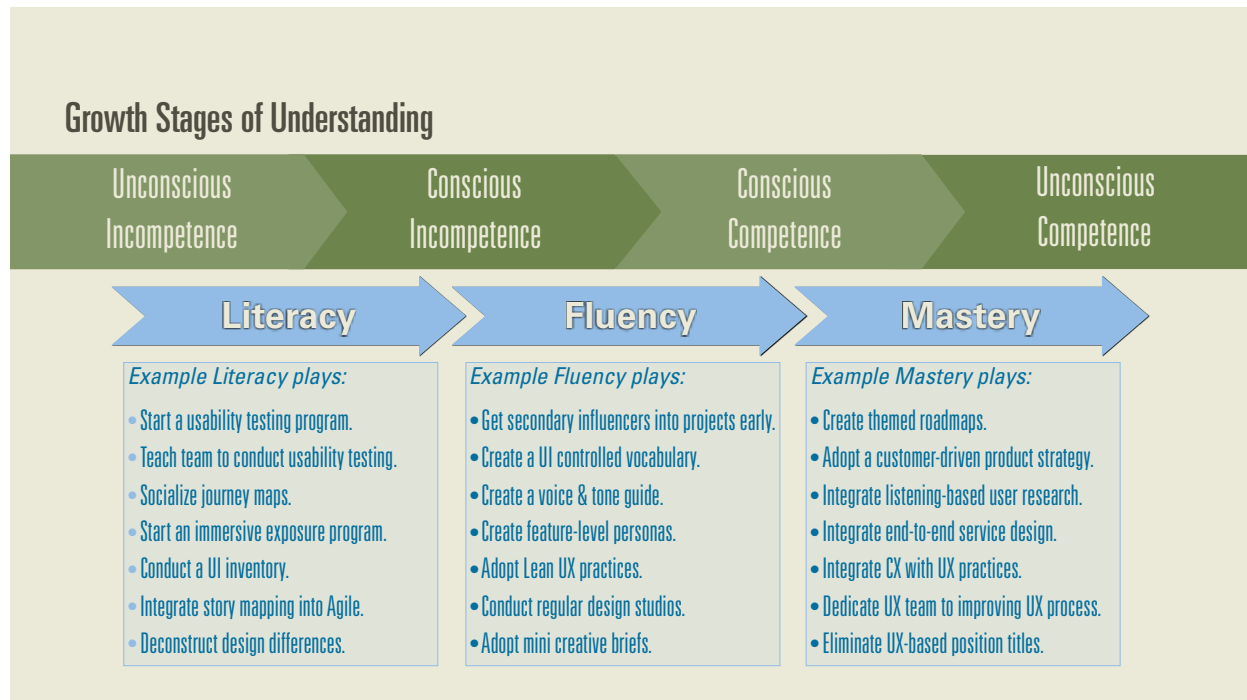 Growth Stages of Understanding
Unconscious
Incompetence
Conscious
Incompetence
Conscious
Competence
Unconscious
Competence
Literacy
Fluency
Mastery
Example Literacy plays:
• Start a usability testing program.
• Teach team to conduct usability testing.
• Socialize journey maps.
• Start an immersive exposure program.
• Conduct a UI inventory.
• Integrate story mapping into Agile.
• Deconstruct design differences.
Example Fluency plays:
• Get secondary influencers into projects early.
• Create a UI controlled vocabulary.
• Create a voice & tone guide.
• Create feature-level personas.
• Adopt Lean UX practices.
• Conduct regular design studios.
• Adopt mini creative briefs.
Example Mastery plays:
• Create themed roadmaps.
• Adopt a customer-driven product strategy.
• Integrate listening-based user research.
• Integrate end-to-end service design.
• Integrate CX with UX practices.
• Dedicate UX team to improving UX process.
• Eliminate UX-based position titles.